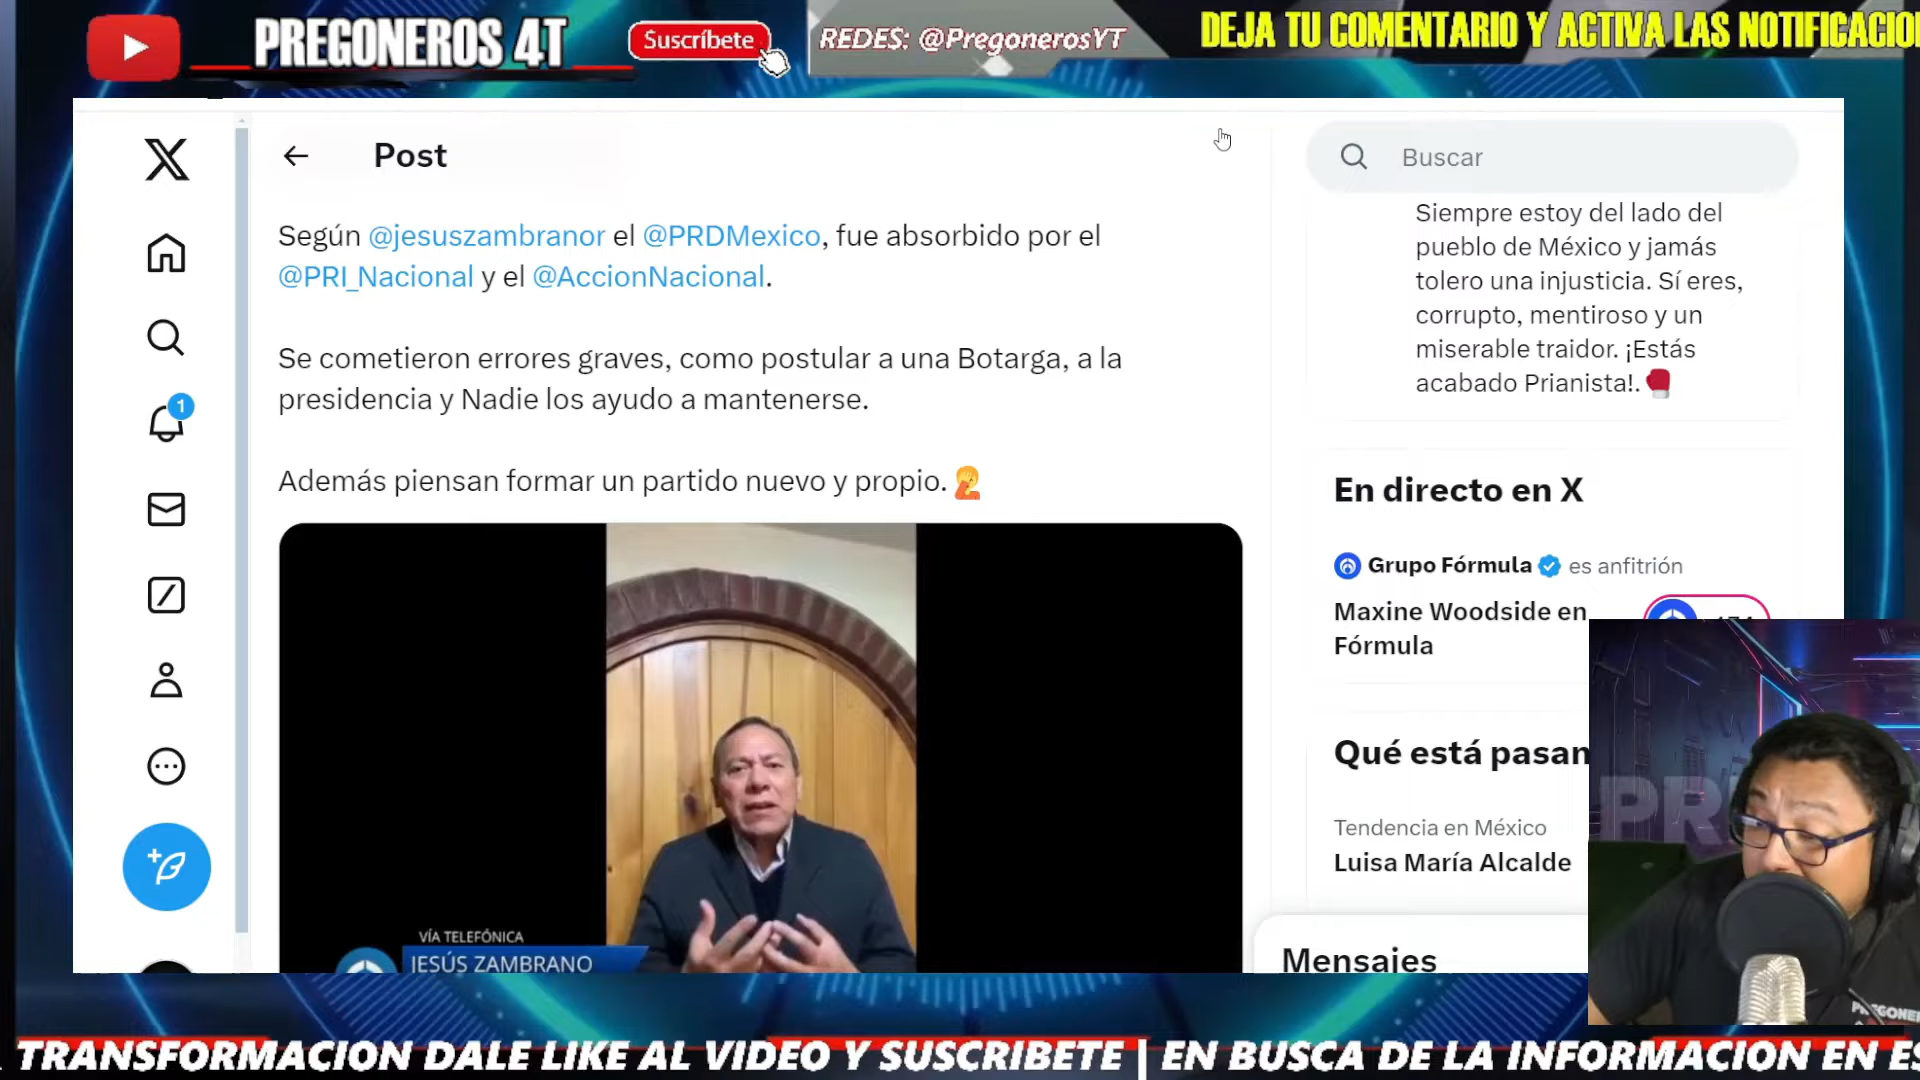 PREGONEROS 4T
Suscríbete
REDES: @PregonerosYT
DEJA TU COMENTARIO Y ACTIVA LAS NOTIFICACIO
Post
Buscar
Según @jesuszambranor el @PRDMexico, fue absorbido por el
@PRI_Nacional y el @AccionNacional.
Se cometieron errores graves, como postular a una Botarga, a la
presidencia y Nadie los ayudo a mantenerse.
Además piensan formar un partido nuevo y propio.
1
VÍA TELEFÓNICA
JESÚS ZAMBRANO
Siempre estoy del lado del
pueblo de México y jamás
tolero una injusticia. Sí eres,
corrupto, mentiroso y un
miserable traidor. ¡Estás
acabado Prianista!.
En directo en X
Grupo Fórmula es anfitrión
Maxine Woodside en
Fórmula
Qué está pasan
Tendencia en México
Luisa María Alcalde
Mensajes
PR
TRANSFORMACION DALE LIKE AL VIDEO Y SUSCRIBETE | EN BUSCA DE LA INFORMACION EN ES